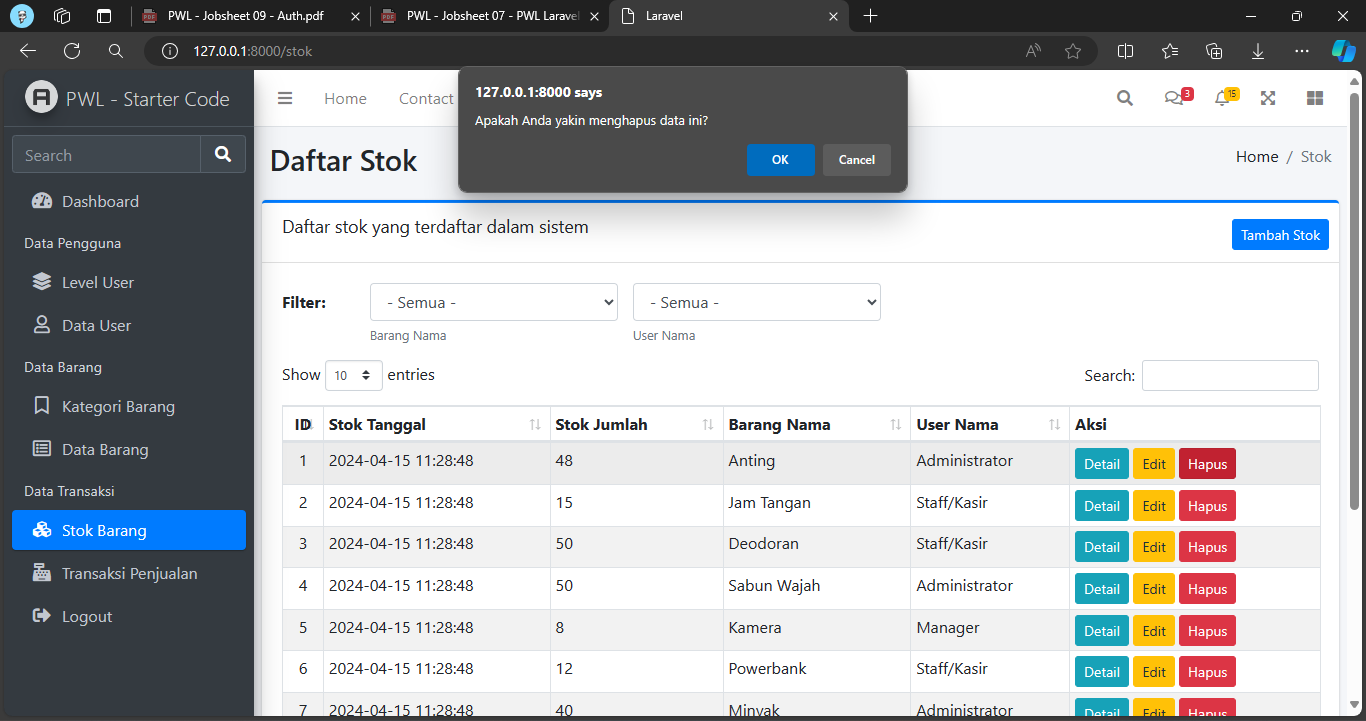 PWL - Jobsheet 09 - Auth.pdf
PWL - Jobsheet 07 - PWL Larave
Laravel
127.0.0.1:8000/stok
PWL - Starter Code
Home
Contact
3
15
127.0.0.1:8000 says
Apakah Anda yakin menghapus data ini?
OK
Cancel
Search
Dashboard
Data Pengguna
Level User
Data User
Data Barang
Kategori Barang
Data Barang
Data Transaksi
Stok Barang
Transaksi Penjualan
Logout
Daftar Stok
Home / Stok
Daftar stok yang terdaftar dalam sistem
Tambah Stok
Filter: - Semua - - Semua -
Barang Nama User Nama
Show 10 entries Search:
ID Stok Tanggal Stok Jumlah Barang Nama User Nama Aksi
1 2024-04-15 11:28:48 48 Anting Administrator Detail Edit Hapus
2 2024-04-15 11:28:48 15 Jam Tangan Staff/Kasir Detail Edit Hapus
3 2024-04-15 11:28:48 50 Deodoran Staff/Kasir Detail Edit Hapus
4 2024-04-15 11:28:48 50 Sabun Wajah Administrator Detail Edit Hapus
5 2024-04-15 11:28:48 8 Kamera Manager Detail Edit Hapus
6 2024-04-15 11:28:48 12 Powerbank Staff/Kasir Detail Edit Hapus
7 2024-04-15 11:28:48 40 Minyak Administrator Detail Edit Hapus